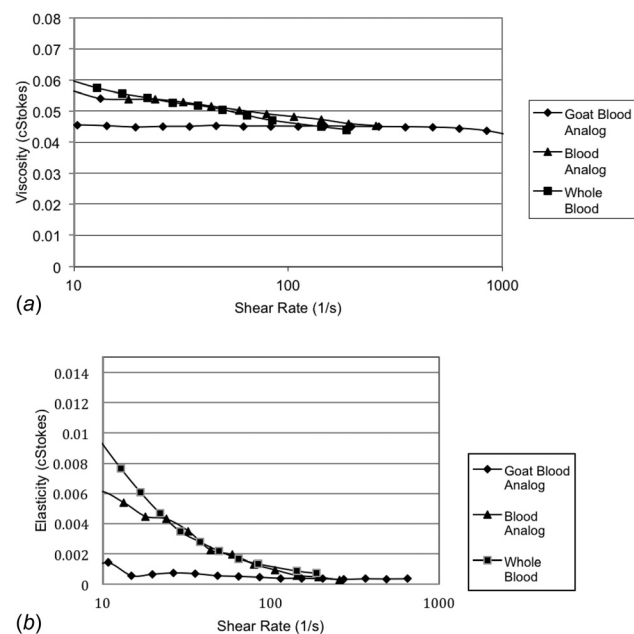 0.08
0.07
0.06
0.05
0.04
0.03
0.02
0.01
0
Viscosity (cStokes)
10
100
1000
Shear Rate (1/s)
Goat Blood
Analog
Blood
Analog
Whole
Blood
(a)
0.014
0.012
0.01
0.008
0.006
0.004
0.002
0
Elasticity (cStokes)
10
100
1000
Shear Rate (1/s)
Goat Blood
Analog
Blood
Analog
Whole
Blood
(b)